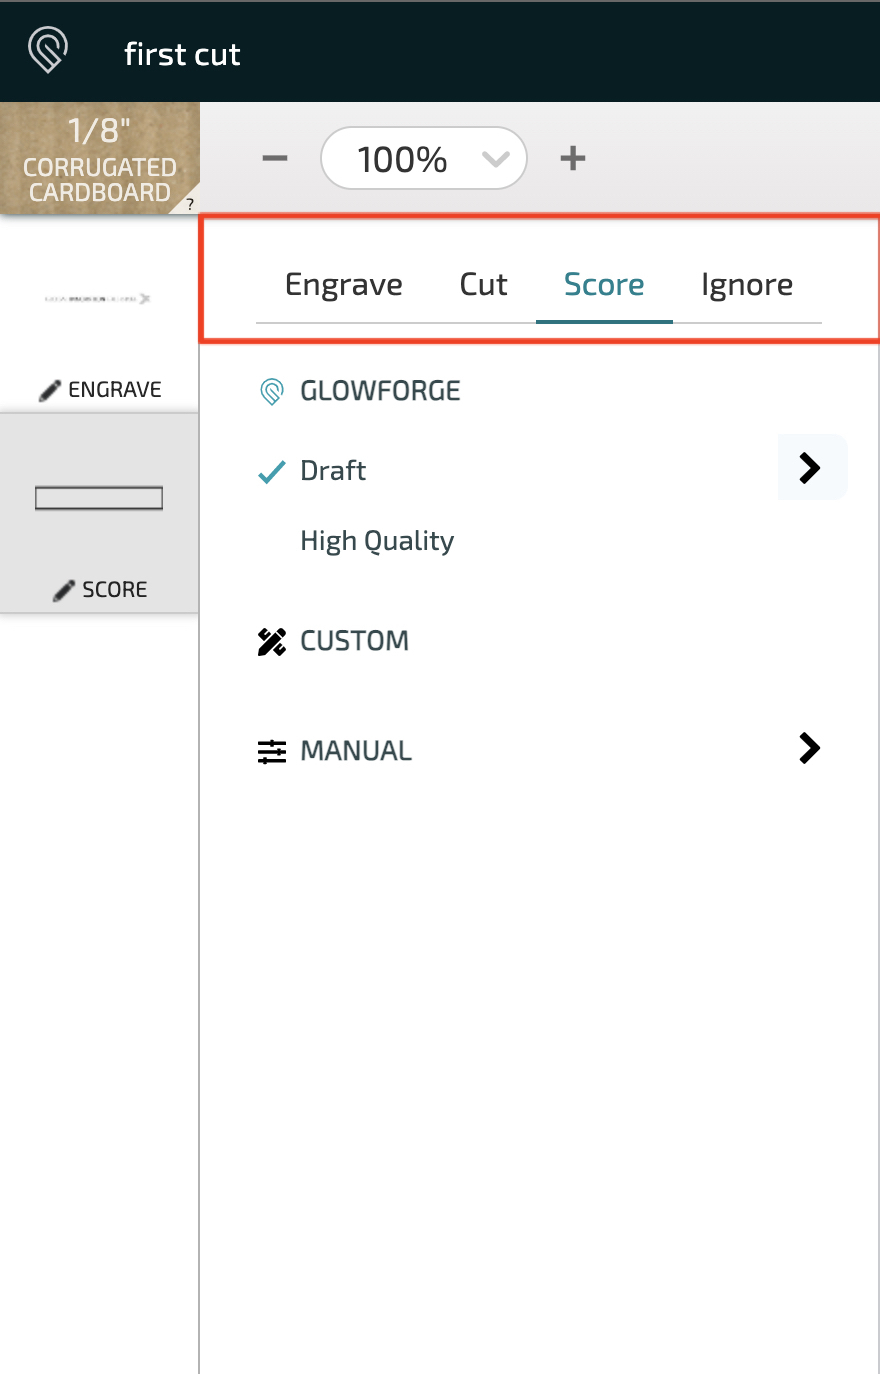 first cut
1/8"
CORRUGATED
CARDBOARD
?
100%
Engrave Cut Score Ignore
ENGRAVE
SCORE
GLOWFORGE
Draft
High Quality
CUSTOM
MANUAL